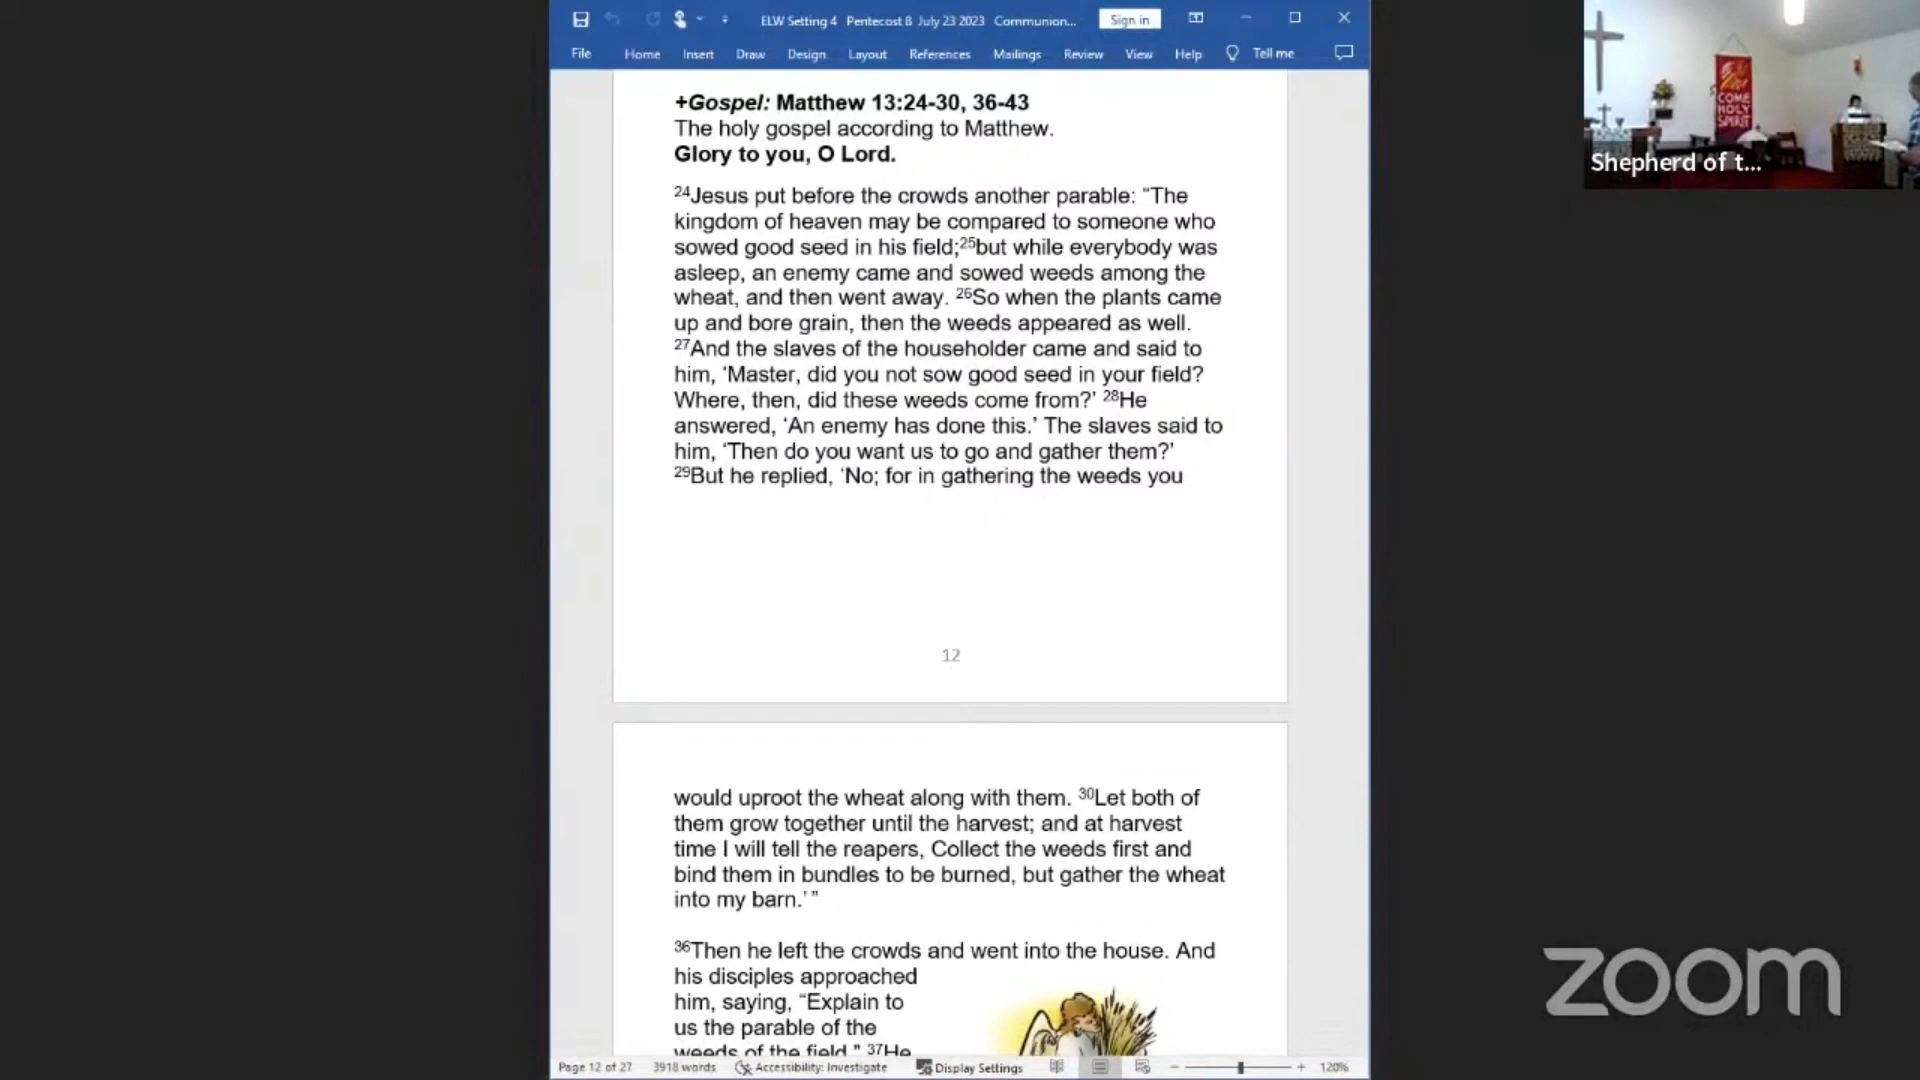 ELW Setting 4 Pentecost 8 July 23 2023 Communion...
Sign in
File Home Insert Draw Design Layout References Mailings Review View Help Tell me
+Gospel: Matthew 13:24-30, 36-43
The holy gospel according to Matthew.
Glory to you, O Lord.
24Jesus put before the crowds another parable: “The
kingdom of heaven may be compared to someone who
sowed good seed in his field;25but while everybody was
asleep, an enemy came and sowed weeds among the
wheat, and then went away. 26So when the plants came
up and bore grain, then the weeds appeared as well.
27And the slaves of the householder came and said to
him, ‘Master, did you not sow good seed in your field?
Where, then, did these weeds come from?’ 28He
answered, ‘An enemy has done this.’ The slaves said to
him, ‘Then do you want us to go and gather them?’
29But he replied, ‘No; for in gathering the weeds you
12
would uproot the wheat along with them. 30Let both of
them grow together until the harvest; and at harvest
time I will tell the reapers, Collect the weeds first and
bind them in bundles to be burned, but gather the wheat
into my barn.’”
36Then he left the crowds and went into the house. And
his disciples approached
him, saying, “Explain to
us the parable of the
weeds of the field.” 37He
Page 12 of 27 3918 words Accessibility: Investigate Display Settings 120%
COME
HOLY
SPIRIT
Shepherd of t...
zoom